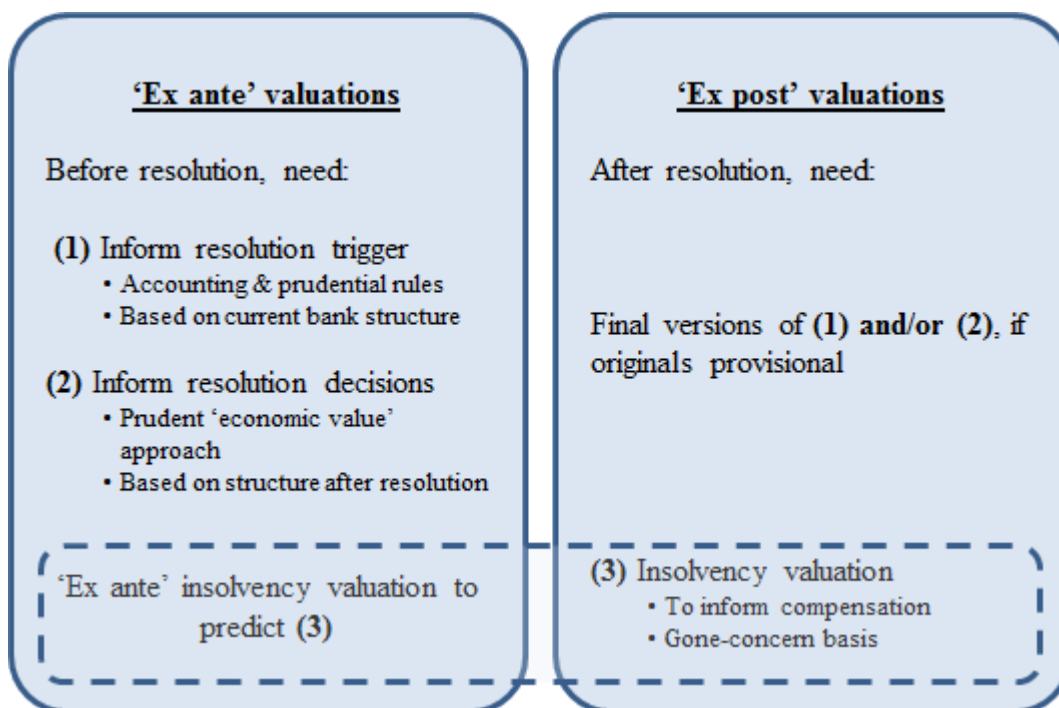 ‘Ex ante’ valuations
Before resolution, need:
(1) Inform resolution trigger
• Accounting & prudential rules
• Based on current bank structure
(2) Inform resolution decisions
• Prudent ‘economic value’
approach
• Based on structure after resolution
‘Ex ante’ insolvency valuation to
predict (3)
‘Ex post’ valuations
After resolution, need:
Final versions of (1) and/or (2), if
originals provisional
(3) Insolvency valuation
• To inform compensation
• Gone-concern basis